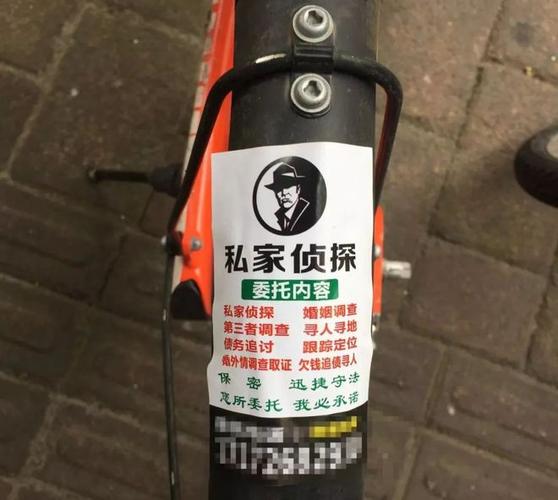 私家侦探
委托内容
私家侦探 婚姻调查
第三者调查 寻人寻地
债务追讨 跟踪定位
婚外情调查取证 欠钱追债寻人
保密 迅捷守法
您所委托 我必承诺